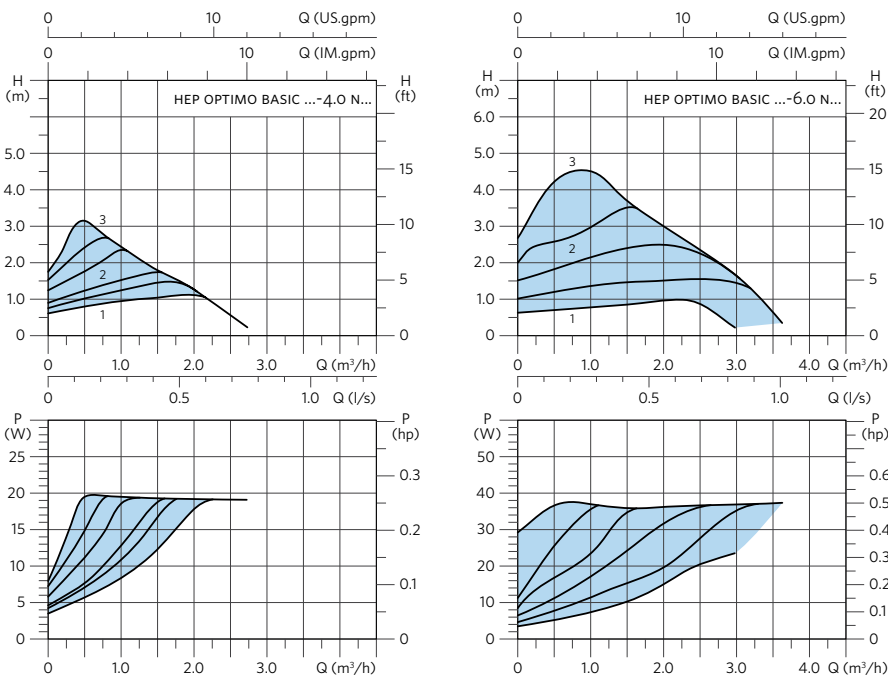 0 10 Q (US.gpm)
0 10 Q (IM.gpm)
H (m)
H (ft)
HEP OPTIMO BASIC ...-4.0 N...
5.0
4.0
3.0
2.0
1.0
0
15
10
5
0
3
2
1
0 1.0 2.0 3.0 Q (m³/h)
0 0.5 1.0 Q (l/s)
P (W)
P (hp)
25
20
15
10
5
0
0.3
0.2
0.1
0
0 1.0 2.0 3.0 Q (m³/h)
0 10 Q (US.gpm)
0 10 Q (IM.gpm)
H (m)
H (ft)
HEP OPTIMO BASIC ...-6.0 N...
6.0
5.0
4.0
3.0
2.0
1.0
0
20
15
10
5
0
3
2
1
0 1.0 2.0 3.0 4.0 Q (m³/h)
0 0.5 1.0 Q (l/s)
P (W)
P (hp)
50
40
30
20
10
0
0.6
0.5
0.4
0.3
0.2
0.1
0
0 1.0 2.0 3.0 4.0 Q (m³/h)